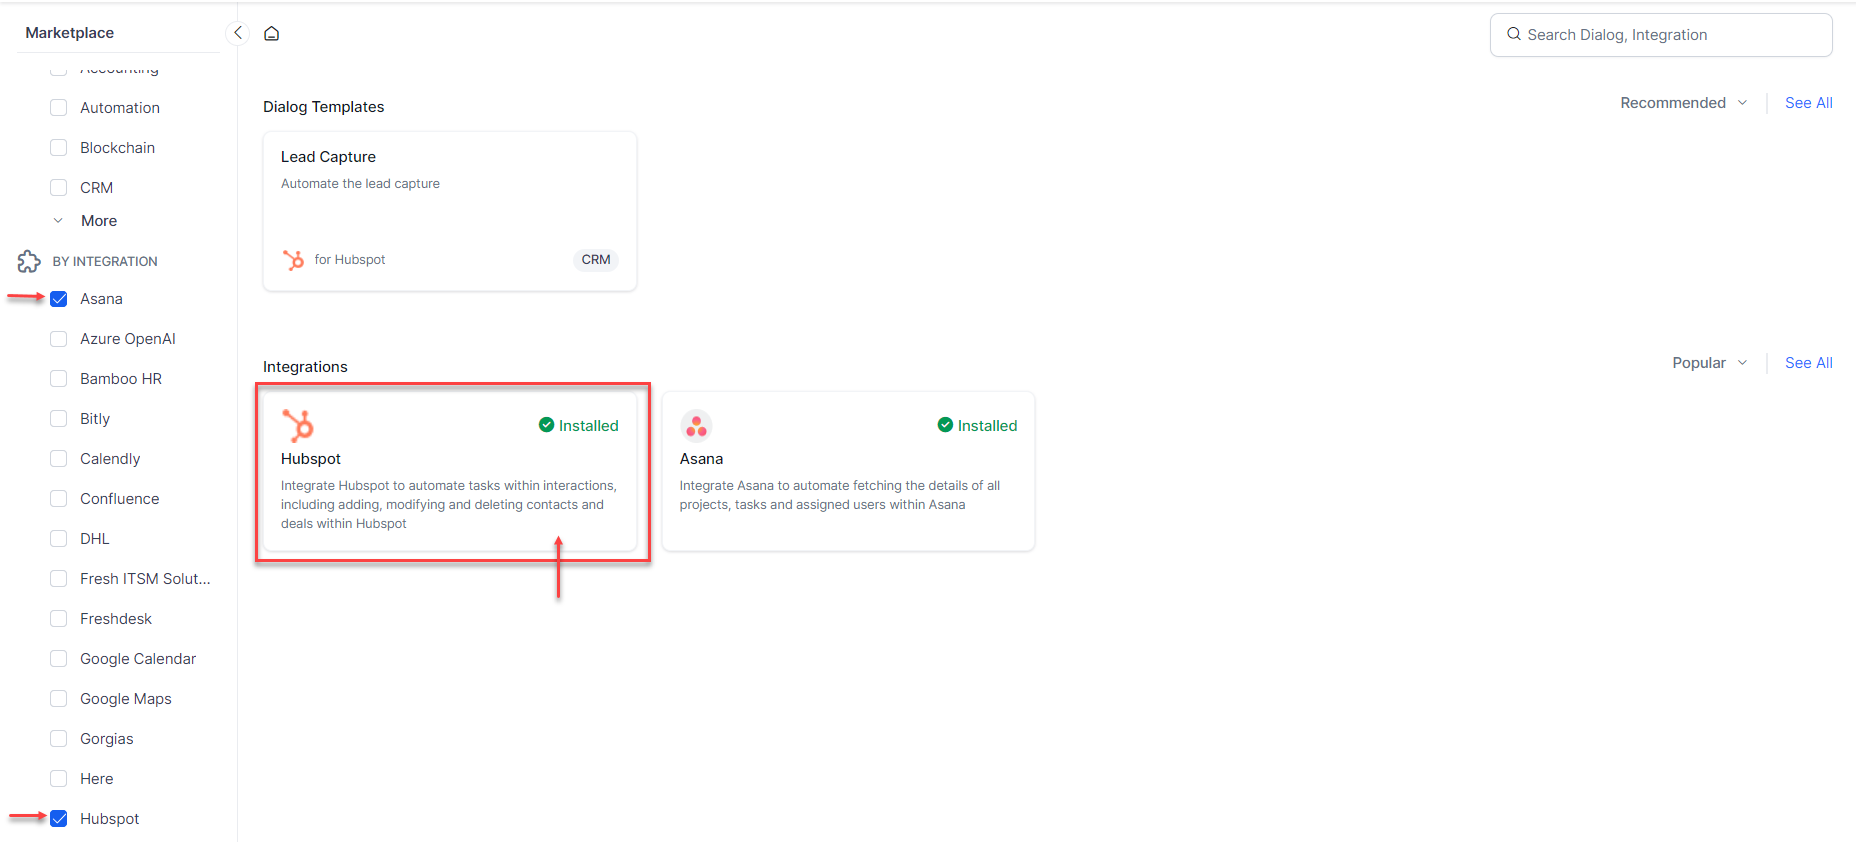 Marketplace
Search Dialog, Integration
Accounting
Automation
Blockchain
CRM
More
BY INTEGRATION
Asana
Azure OpenAI
Bamboo HR
Bitly
Calendly
Confluence
DHL
Fresh ITSM Solut...
Freshdesk
Google Calendar
Google Maps
Gorgias
Here
Hubspot
Dialog Templates
Recommended
See All
Lead Capture
Automate the lead capture
for Hubspot
CRM
Integrations
Popular
See All
Installed
Hubspot
Integrate Hubspot to automate tasks within interactions,
including adding, modifying and deleting contacts and
deals within Hubspot
Installed
Asana
Integrate Asana to automate fetching the details of all
projects, tasks and assigned users within Asana